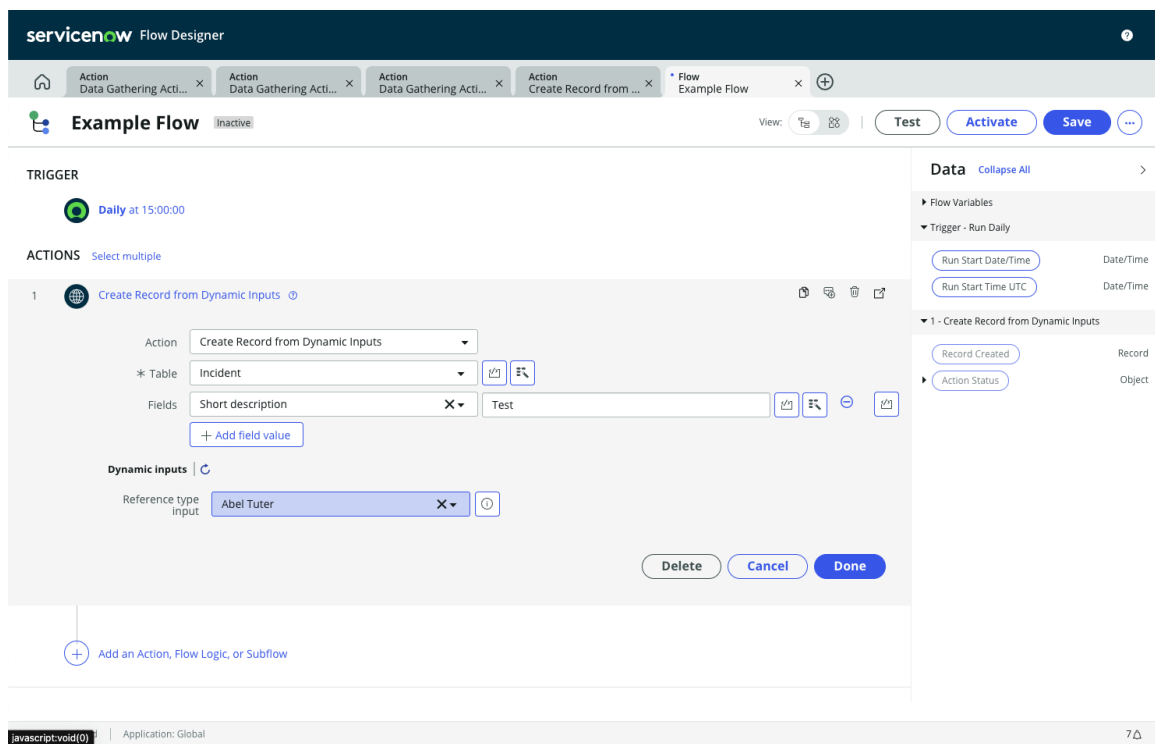 servicenow Flow Designer
Action Action Action Action * Flow
Data Gathering Acti... Data Gathering Acti... Data Gathering Acti... Create Record from ... Example Flow
Example Flow Inactive View: Test Activate Save ...
TRIGGER
Daily at 15:00:00
ACTIONS Select multiple
1 Create Record from Dynamic Inputs
Action Create Record from Dynamic Inputs
* Table Incident
Fields Short description Test
+ Add field value
Dynamic inputs
Reference type
input
Abel Tuter
Delete Cancel Done
Add an Action, Flow Logic, or Subflow
Data Collapse All
Flow Variables
Trigger - Run Daily
Run Start Date/Time Date/Time
Run Start Time UTC Date/Time
1 - Create Record from Dynamic Inputs
Record Created Record
Action Status Object
javascript:void(0) Application: Global 7